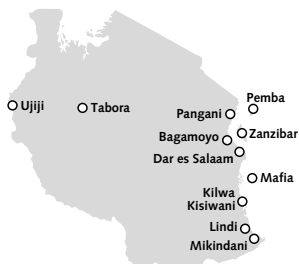 Pemba
Ujiji
Tabora
Pangani
Zanzibar
Bagamoyo
Dar es Salaam
Mafia
Kilwa
Kisiwani
Lindi
Mikindani